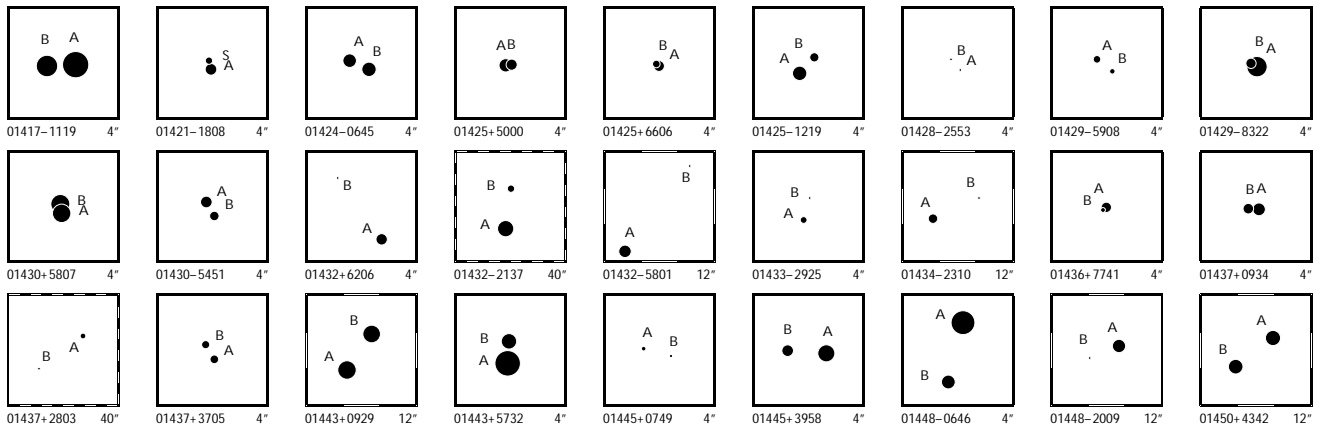 B A
S
A
A
B
A B
B
A
B
A
B
A
A
B
B
A
01417−1119 4″
01421−1808 4″
01424−0645 4″
01425+5000 4″
01425+6606 4″
01425−1219 4″
01428−2553 4″
01429−5908 4″
01429−8322 4″
B
A
A
B
B
A
B
A
B
A
B
A
B
A
A
B
B A
01430+5807 4″
01430−5451 4″
01432+6206 4″
01432−2137 40″
01432−5801 12″
01433−2925 4″
01434−2310 12″
01436+7741 4″
01437+0934 4″
A
B
B
A
B
A
B
A
A
B
B A
A
B
A
B
A
B
01437+2803 40″
01437+3705 4″
01443+0929 12″
01443+5732 4″
01445+0749 4″
01445+3958 4″
01448−0646 4″
01448−2009 12″
01450+4342 12″